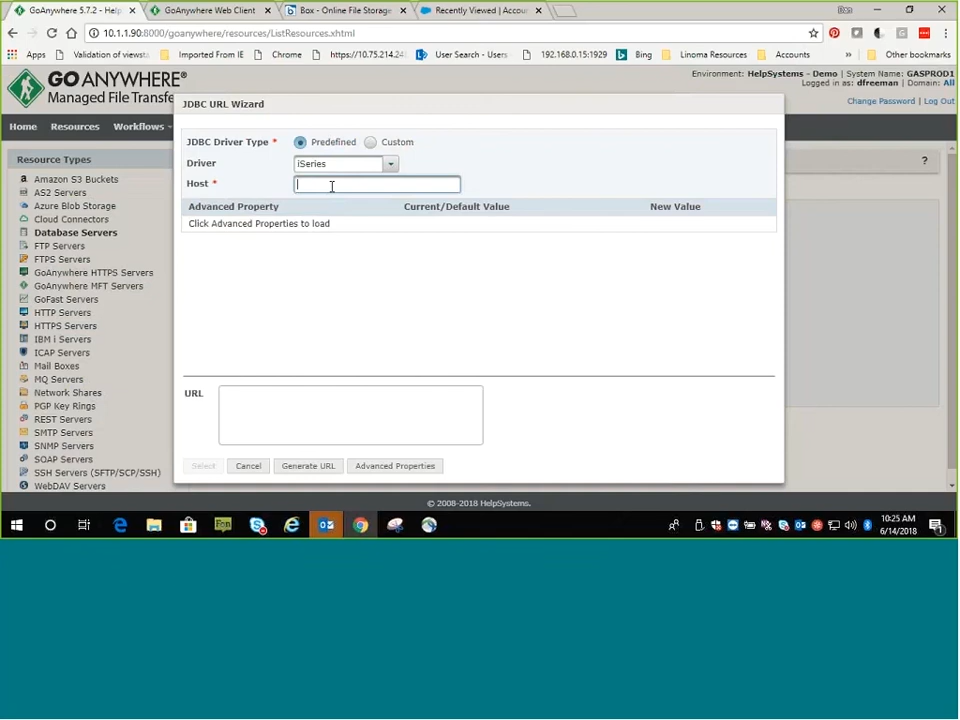 GoAnywhere 5.7.2 - Help
GoAnywhere Web Client
Box - Online File Storage
Recently Viewed | Accou
10.1.1.90:8000/goanywhere/resources/ListResources.xhtml
Apps
Validation of viewst
Imported From IE
Chrome
https://10.75.214.24
User Search - Users
192.168.0.15:1929
Bing
Linoma Resources
Accounts
»
Other bookmarks
GO ANYWHERE®
Managed File Transfe
Environment: HelpSystems - Demo | System Name: GASPROD1
Logged in as: dfreeman | Domain: All
Change Password | Log Out
Home
Resources
Workflows
JDBC URL Wizard
Resource Types
?
Amazon S3 Buckets
AS2 Servers
Azure Blob Storage
Cloud Connectors
Database Servers
FTP Servers
FTPS Servers
GoAnywhere HTTPS Servers
GoAnywhere MFT Servers
GoFast Servers
HTTP Servers
HTTPS Servers
IBM i Servers
ICAP Servers
Mail Boxes
MQ Servers
Network Shares
PGP Key Rings
REST Servers
SMTP Servers
SNMP Servers
SOAP Servers
SSH Servers (SFTP/SCP/SSH)
WebDAV Servers
JDBC Driver Type *
Predefined
Custom
Driver
iSeries
Host *
Advanced Property
Current/Default Value
New Value
Click Advanced Properties to load
URL
Select
Cancel
Generate URL
Advanced Properties
© 2008-2018 HelpSystems.
Fon
10:25 AM
6/14/2018
1